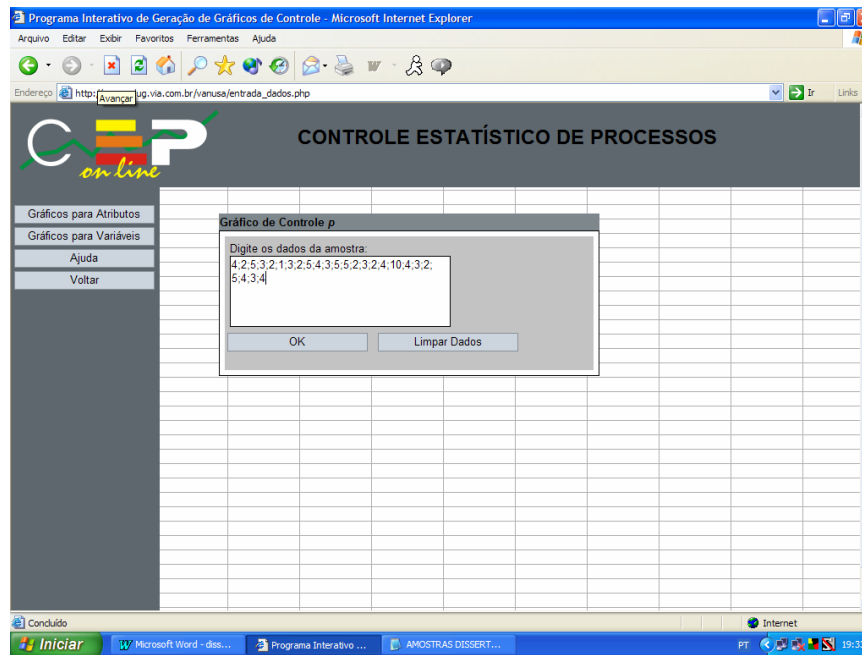 Programa Interativo de Geração de Gráficos de Controle - Microsoft Internet Explorer
Arquivo Editar Exibir Favoritos Ferramentas Ajuda
Endereço http: ug.via.com.br/vanusa/entrada_dados.php Ir Links
Avançar
CEP
on line
CONTROLE ESTATÍSTICO DE PROCESSOS
Gráficos para Atributos
Gráficos para Variáveis
Ajuda
Voltar
Gráfico de Controle p
Digite os dados da amostra:
4;2;5;3;2;1;3;2;5;4;3;5;5;2;3;2;4;10;4;3;2;
5;4;3;4
OK Limpar Dados
Concluído Internet
Iniciar Microsoft Word - diss... Programa Interativo ... AMOSTRAS DISSERT... PT